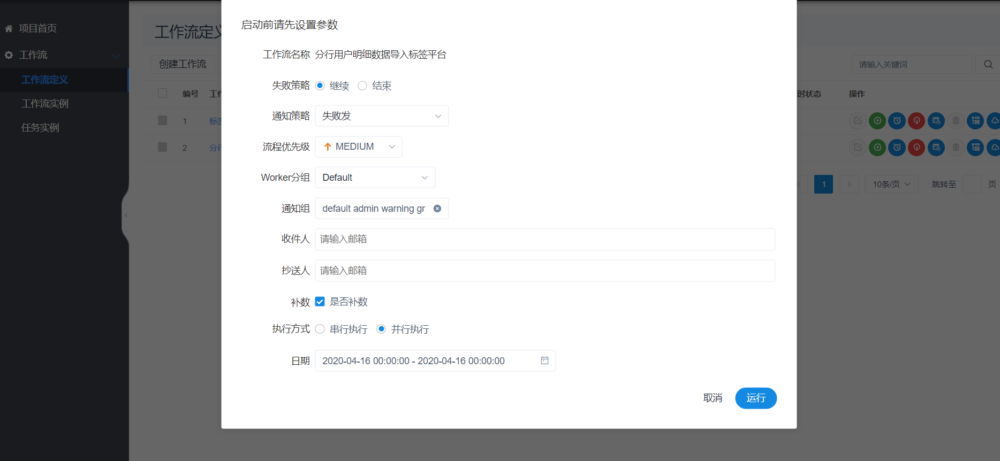 项目首页
工作流
工作流定义
工作流实例
任务实例
工作流定义
创建工作流
请输入关键词
编号
时状态
操作
1
2
分行
1
10条/页
跳转至
页
启动前请先设置参数
工作流名称 分行用户明细数据导入标签平台
失败策略 继续 结束
通知策略 失败发
流程优先级 MEDIUM
Worker分组 Default
通知组 default admin warning gr
收件人 请输入邮箱
抄送人 请输入邮箱
补数 是否补数
执行方式 串行执行 并行执行
日期 2020-04-16 00:00:00 - 2020-04-16 00:00:00
取消 运行